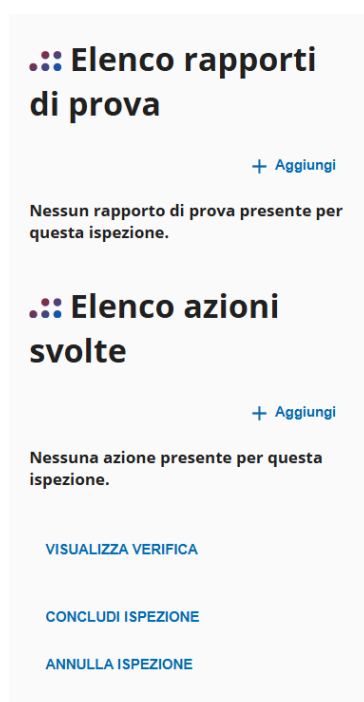 Elenco rapporti
di prova
+ Aggiungi
Nessun rapporto di prova presente per
questa ispezione.
Elenco azioni
svolte
+ Aggiungi
Nessuna azione presente per questa
ispezione.
VISUALIZZA VERIFICA
CONCLUDI ISPEZIONE
ANNULLA ISPEZIONE